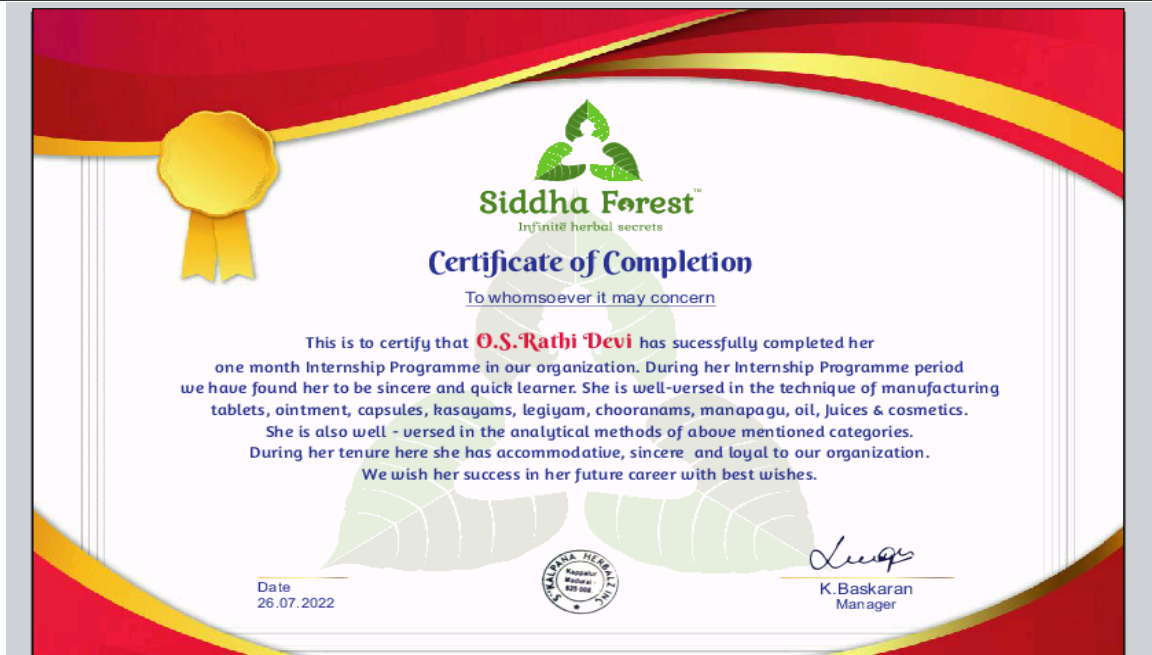 Siddha Forest™
Infinite herbal secrets
Certificate of Completion
To whomsoever it may concern
This is to certify that O.S.Rathi Devi has sucessfully completed her
one month Internship Programme in our organization. During her Internship Programme period
we have found her to be sincere and quick learner. She is well-versed in the technique of manufacturing
tablets, ointment, capsules, kasayams, legiyam, chooranams, manapagu, oil, Juices & cosmetics.
She is also well - versed in the analytical methods of above mentioned categories.
During her tenure here she has accommodative, sincere and loyal to our organization.
We wish her success in her future career with best wishes.
KALPANA HERBALZ INC
Kappalur
Madurai -
625 008.
Date
26.07.2022
K.Baskaran
Manager